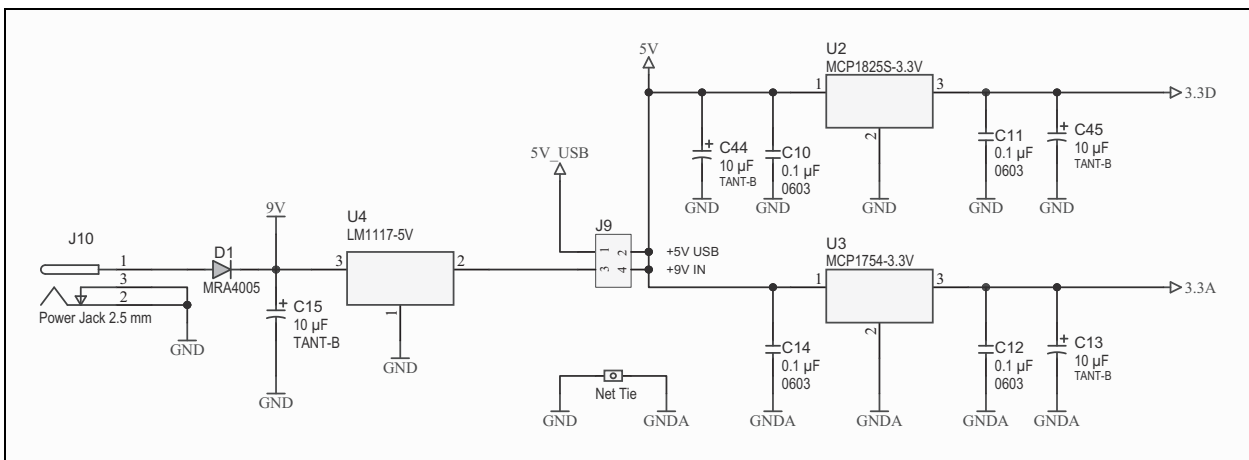 5V
U2
MCP1825S-3.3V
1
3
3.3D
2
C44
10 µF
TANT-B
C10
0.1 µF
0603
C11
0.1 µF
0603
C45
10 µF
TANT-B
GND
GND
GND
GND
GND
5V_USB
9V
J9
1
2
+5V USB
3
4
+9V IN
J10
1
3
2
Power Jack 2.5 mm
GND
D1
MRA4005
C15
10 µF
TANT-B
GND
U4
LM1117-5V
3
2
1
GND
U3
MCP1754-3.3V
1
3
3.3A
2
C14
0.1 µF
0603
C12
0.1 µF
0603
C13
10 µF
TANT-B
Net Tie
GND
GNDA
GNDA
GNDA
GNDA
GNDA